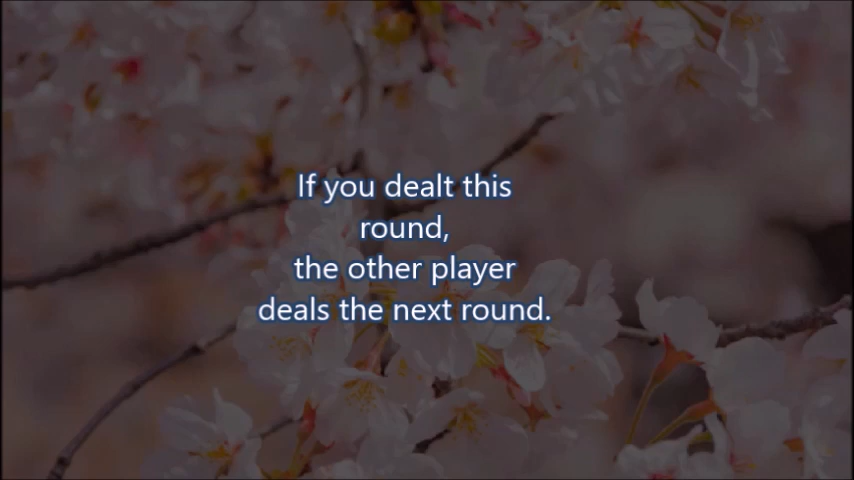 If you dealt this
round,
the other player
deals the next round.